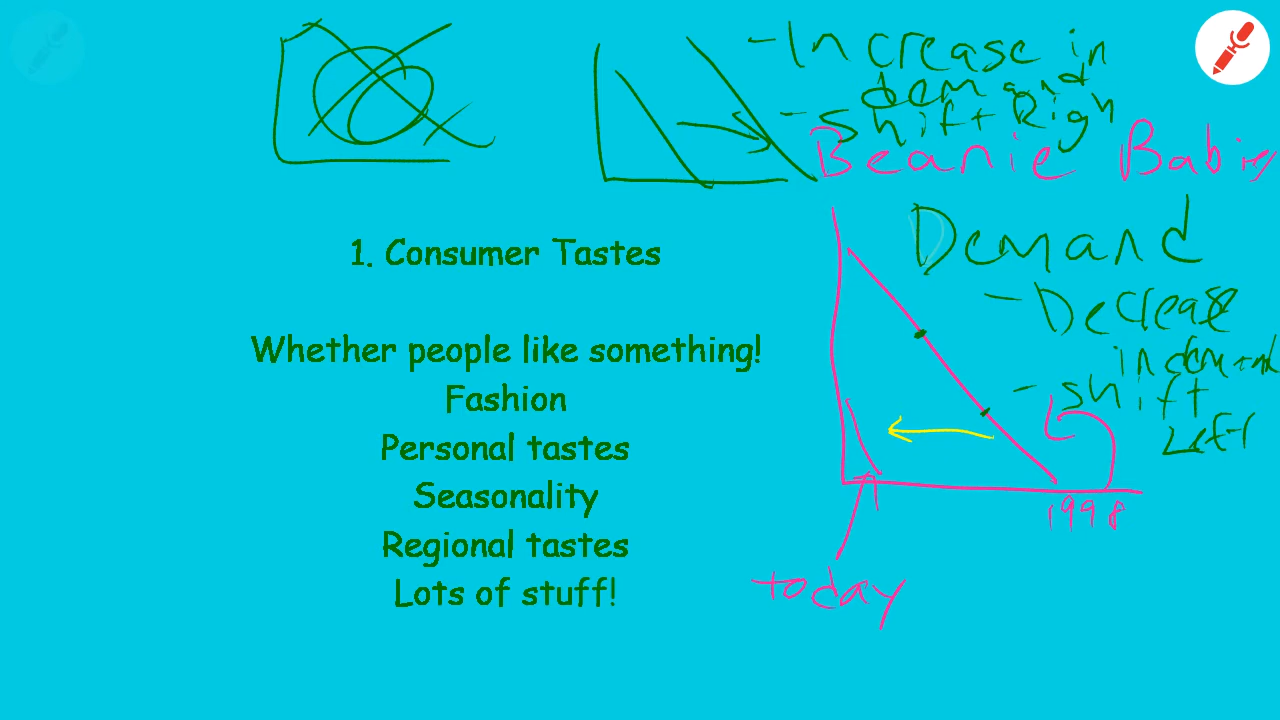 -Increase in
demand
-shift Righ
Beanie Babies
1. Consumer Tastes
Demand
- Decrease
in demand
- shift
Left
Whether people like something!
Fashion
Personal tastes
Seasonality
Regional tastes
Lots of stuff!
1998
today